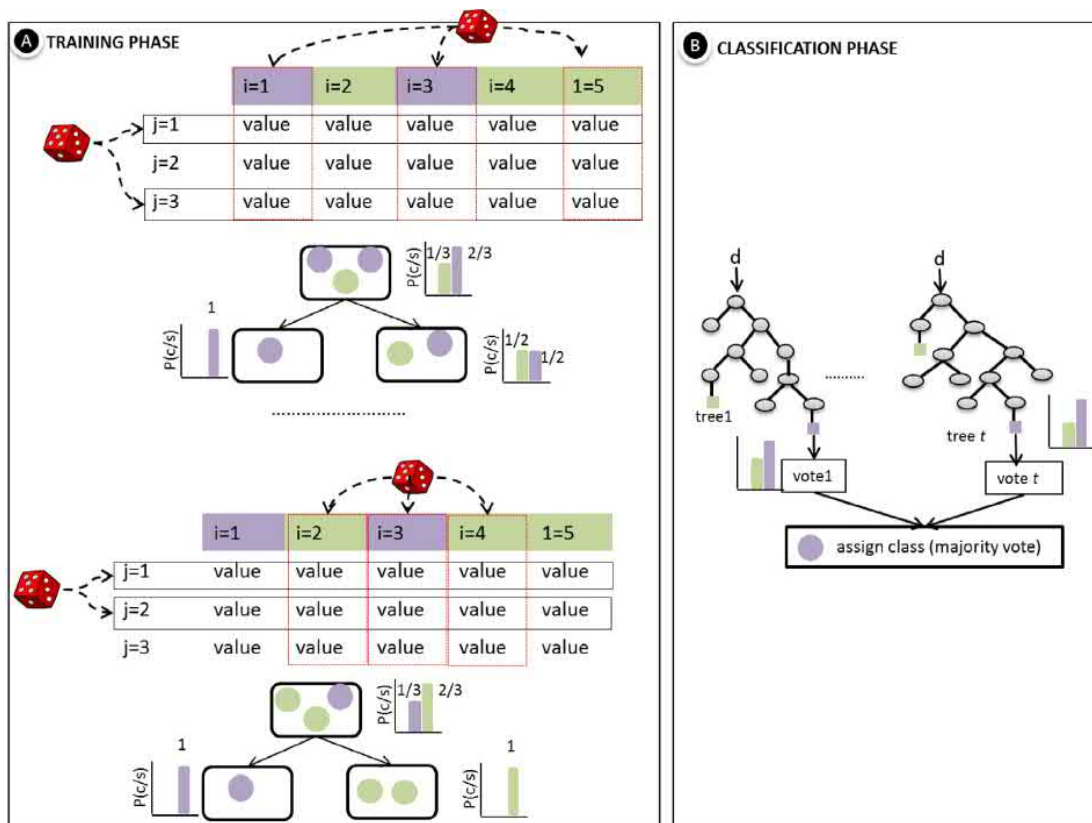 A TRAINING PHASE
i=1 i=2 i=3 i=4 1=5
j=1 value value value value value
j=2 value value value value value
j=3 value value value value value
P(c/s) 1/3 2/3
P(c/s) 1
P(c/s) 1/2 1/2
i=1 i=2 i=3 i=4 1=5
j=1 value value value value value
j=2 value value value value value
j=3 value value value value value
P(c/s) 1/3 2/3
P(c/s) 1
P(c/s) 1
B CLASSIFICATION PHASE
d d
tree1 tree t
vote1 vote t
assign class (majority vote)